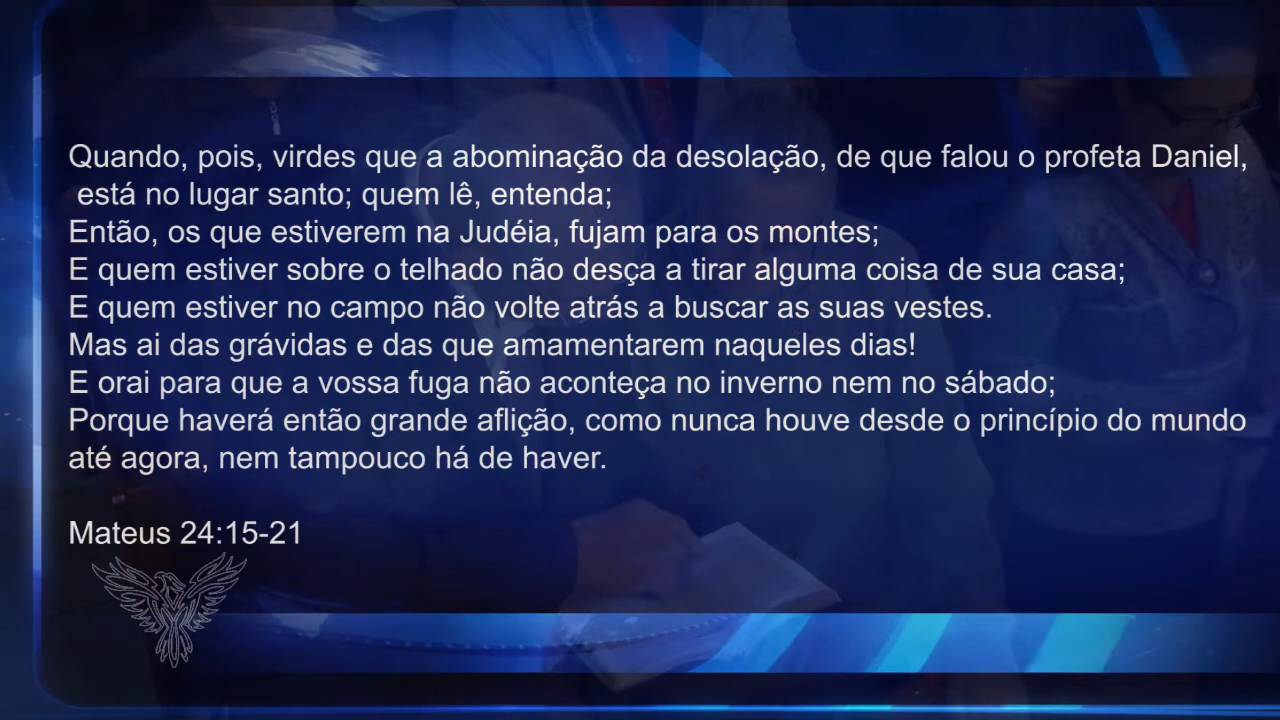 Quando, pois, virdes que a abominação da desolação, de que falou o profeta Daniel,
está no lugar santo; quem lê, entenda;
Então, os que estiverem na Judéia, fujam para os montes;
E quem estiver sobre o telhado não desça a tirar alguma coisa de sua casa;
E quem estiver no campo não volte atrás a buscar as suas vestes.
Mas ai das grávidas e das que amamentarem naqueles dias!
E orai para que a vossa fuga não aconteça no inverno nem no sábado;
Porque haverá então grande aflição, como nunca houve desde o princípio do mundo
até agora, nem tampouco há de haver.
Mateus 24:15-21